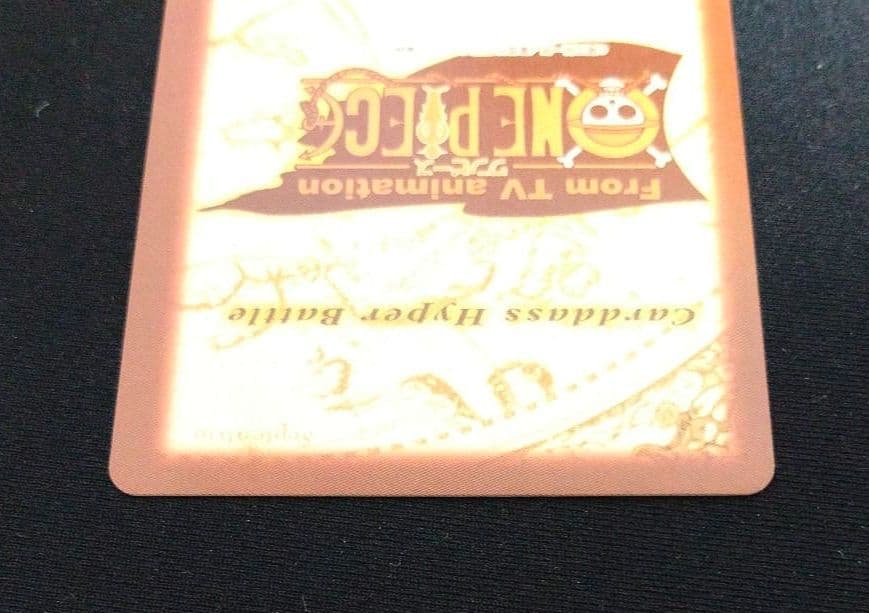 Carddass Hyper Battle
From TV animation
ワンピース
ONE PIECE